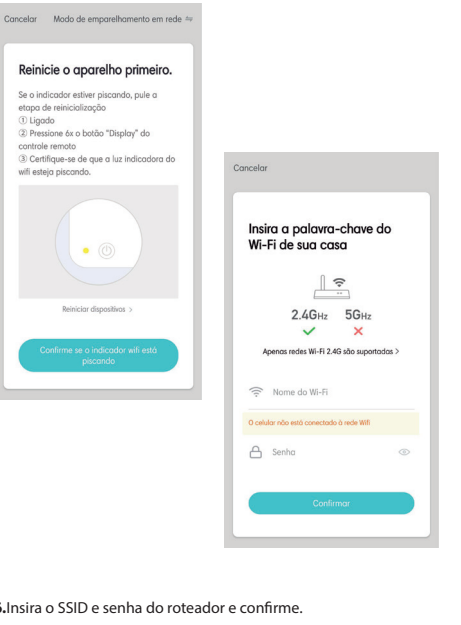 Cancelar Modo de emparelhamento em rede ⇋
Reinicie o aparelho primeiro.
Se o indicador estiver piscando, pule a
etapa de reinicialização
① Ligado
② Pressione 6x o botão "Display" do
controle remoto
③ Certifique-se de que a luz indicadora do
wifi esteja piscando.
Reiniciar dispositivos >
Confirme se o indicador wifi está
piscando
Cancelar
Insira a palavra-chave do
Wi-Fi de sua casa
2.4GHz 5GHz
Apenas redes Wi-Fi 2.4G são suportadas >
Nome do Wi-Fi
O celular não está conectado à rede Wifi
Senha
Confirmar
.Insira o SSID e senha do roteador e confirme.